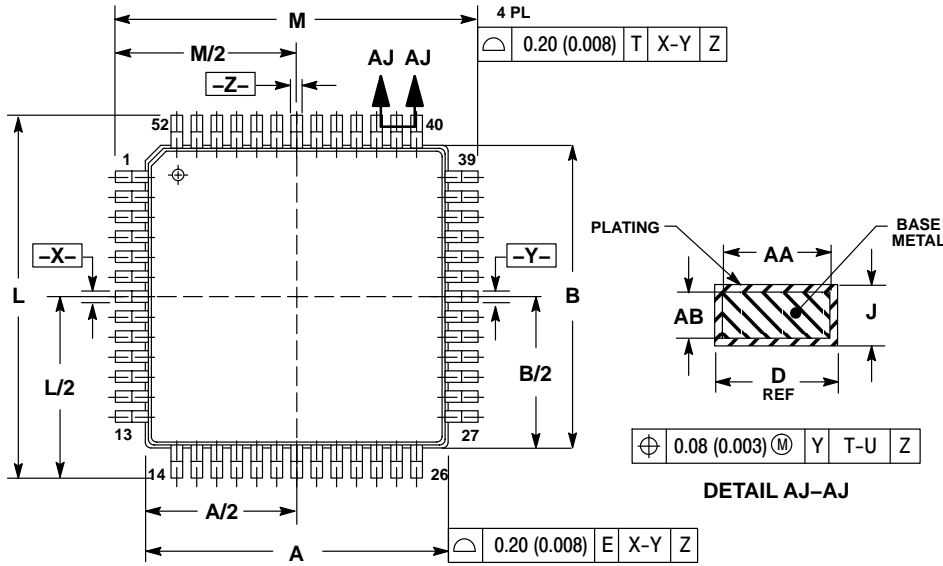 M
4 PL
⌓ 0.20 (0.008) T X–Y Z
M/2
AJ AJ
–Z–
52
40
1
39
PLATING
BASE
METAL
AA
–X–
–Y–
L
B
AB
J
L/2
B/2
D
REF
13
27
⌖ 0.08 (0.003) Ⓜ Y T–U Z
14
26
DETAIL AJ–AJ
A/2
A
⌓ 0.20 (0.008) E X–Y Z